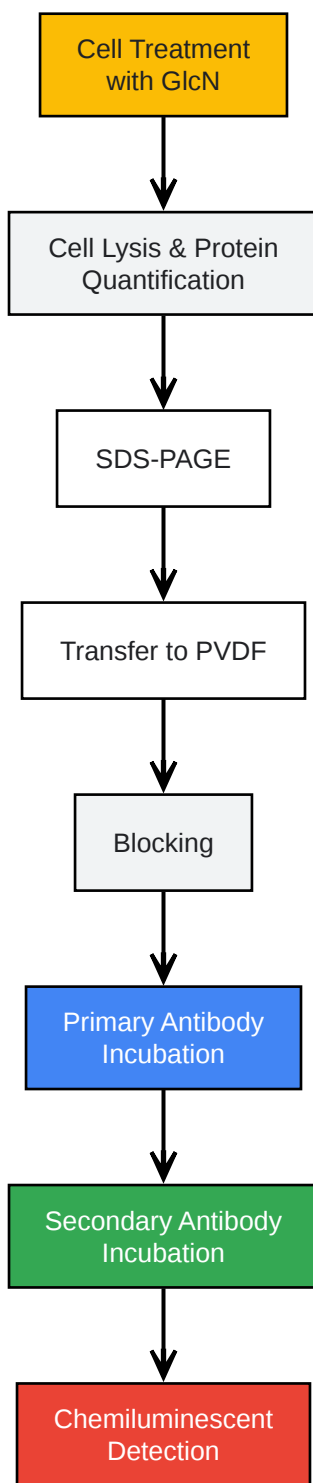 Cell Treatment
with GlcN
Cell Lysis & Protein
Quantification
SDS-PAGE
Transfer to PVDF
Blocking
Primary Antibody
Incubation
Secondary Antibody
Incubation
Chemiluminescent
Detection